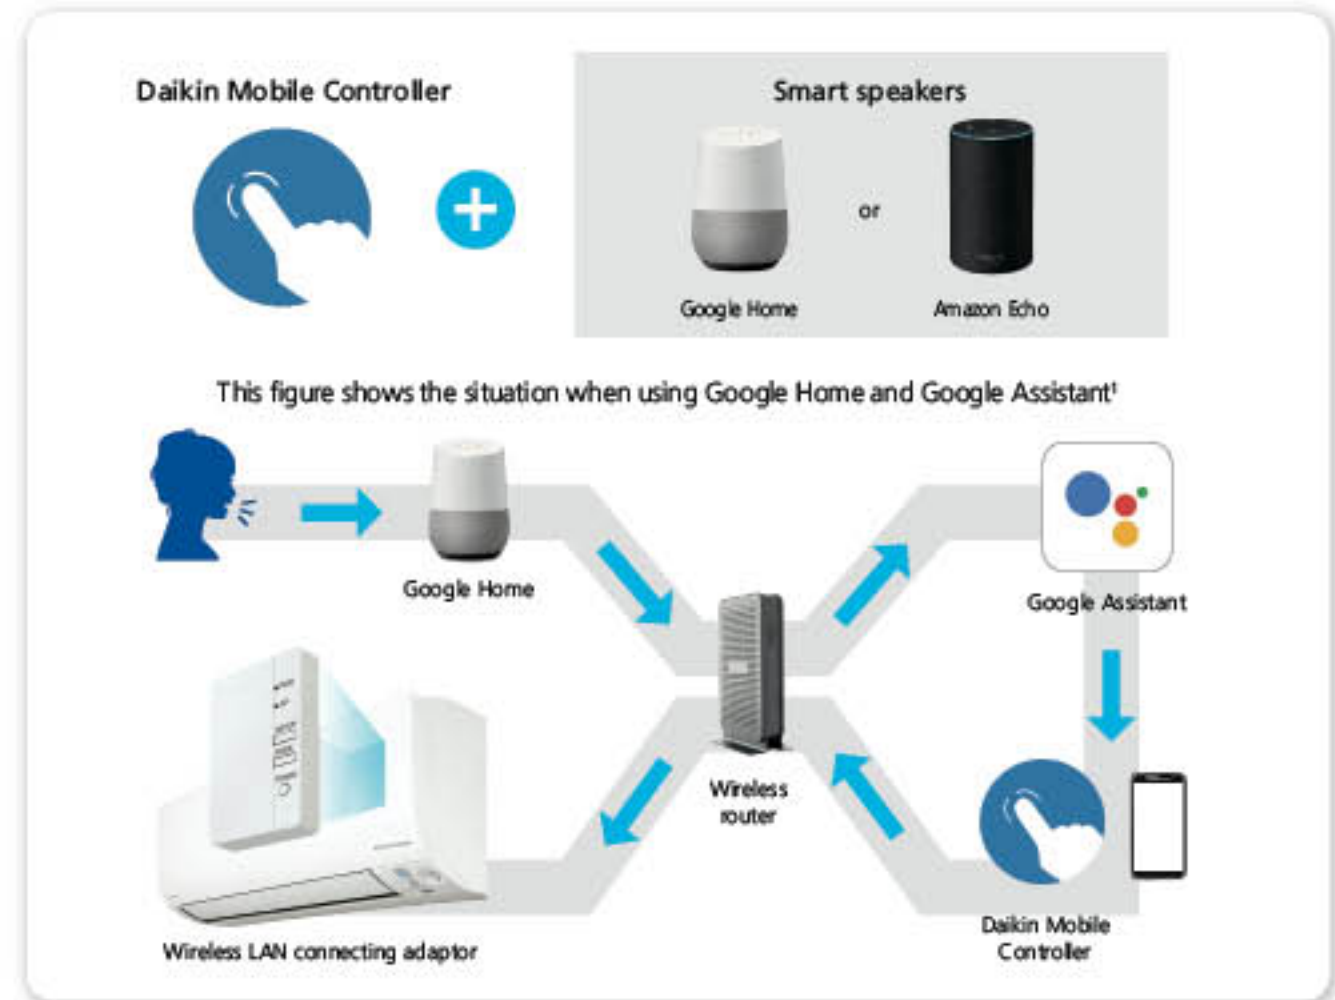 Daikin Mobile Controller
Smart speakers
or
Google Home
Amazon Echo
This figure shows the situation when using Google Home and Google Assistant¹
Google Home
Google Assistant
Wireless
router
Daikin Mobile
Controller
Wireless LAN connecting adaptor